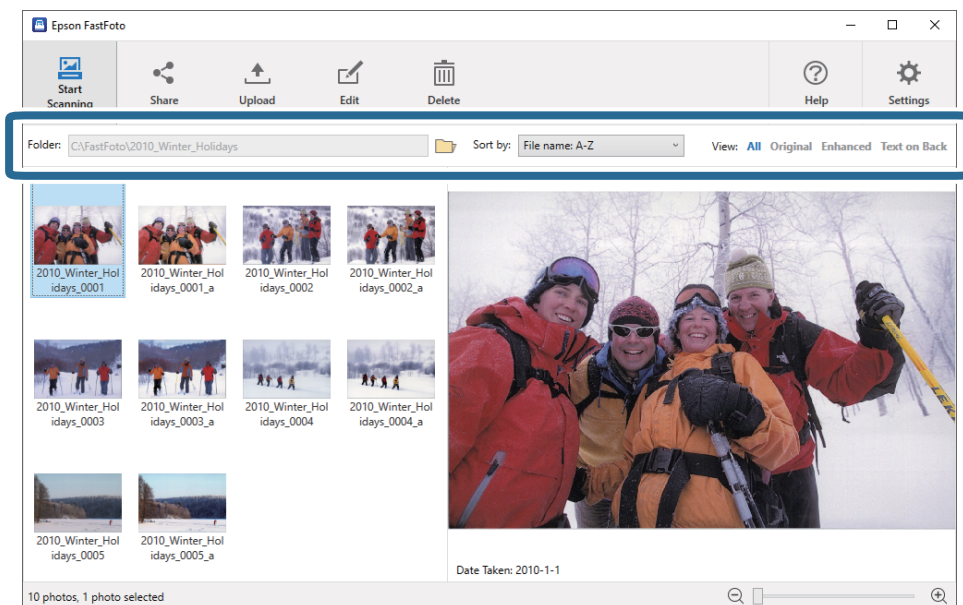 Epson FastFoto
Start
Scanning
Share
Upload
Edit
Delete
Help
Settings
Folder: C:\FastFoto\2010_Winter_Holidays Sort by: File name: A-Z View: All Original Enhanced Text on Back
2010_Winter_Hol
idays_0001
2010_Winter_Hol
idays_0001_a
2010_Winter_Hol
idays_0002
2010_Winter_Hol
idays_0002_a
2010_Winter_Hol
idays_0003
2010_Winter_Hol
idays_0003_a
2010_Winter_Hol
idays_0004
2010_Winter_Hol
idays_0004_a
2010_Winter_Hol
idays_0005
2010_Winter_Hol
idays_0005_a
Date Taken: 2010-1-1
10 photos, 1 photo selected